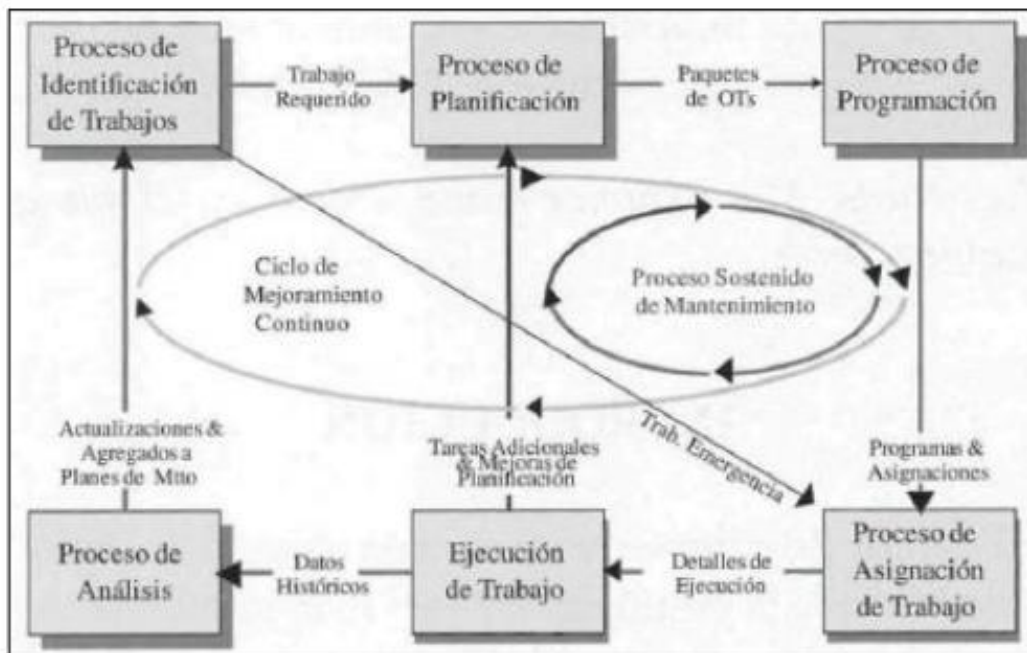 Proceso de
Identificación
de Trabajos
Trabajo
Requerido
Proceso de
Planificación
Paquetes
de OTs
Proceso de
Programación
Ciclo de
Mejoramiento
Continuo
Proceso Sostenido
de Mantenimiento
Actualizaciones &
Agregados a
Planes de Mtto
Tareas Adicionales
& Mejoras de
Planificación
Trab. Emergencia
Programas &
Asignaciones
Proceso de
Análisis
Datos
Históricos
Ejecución
de Trabajo
Detalles de
Ejecución
Proceso de
Asignación
de Trabajo